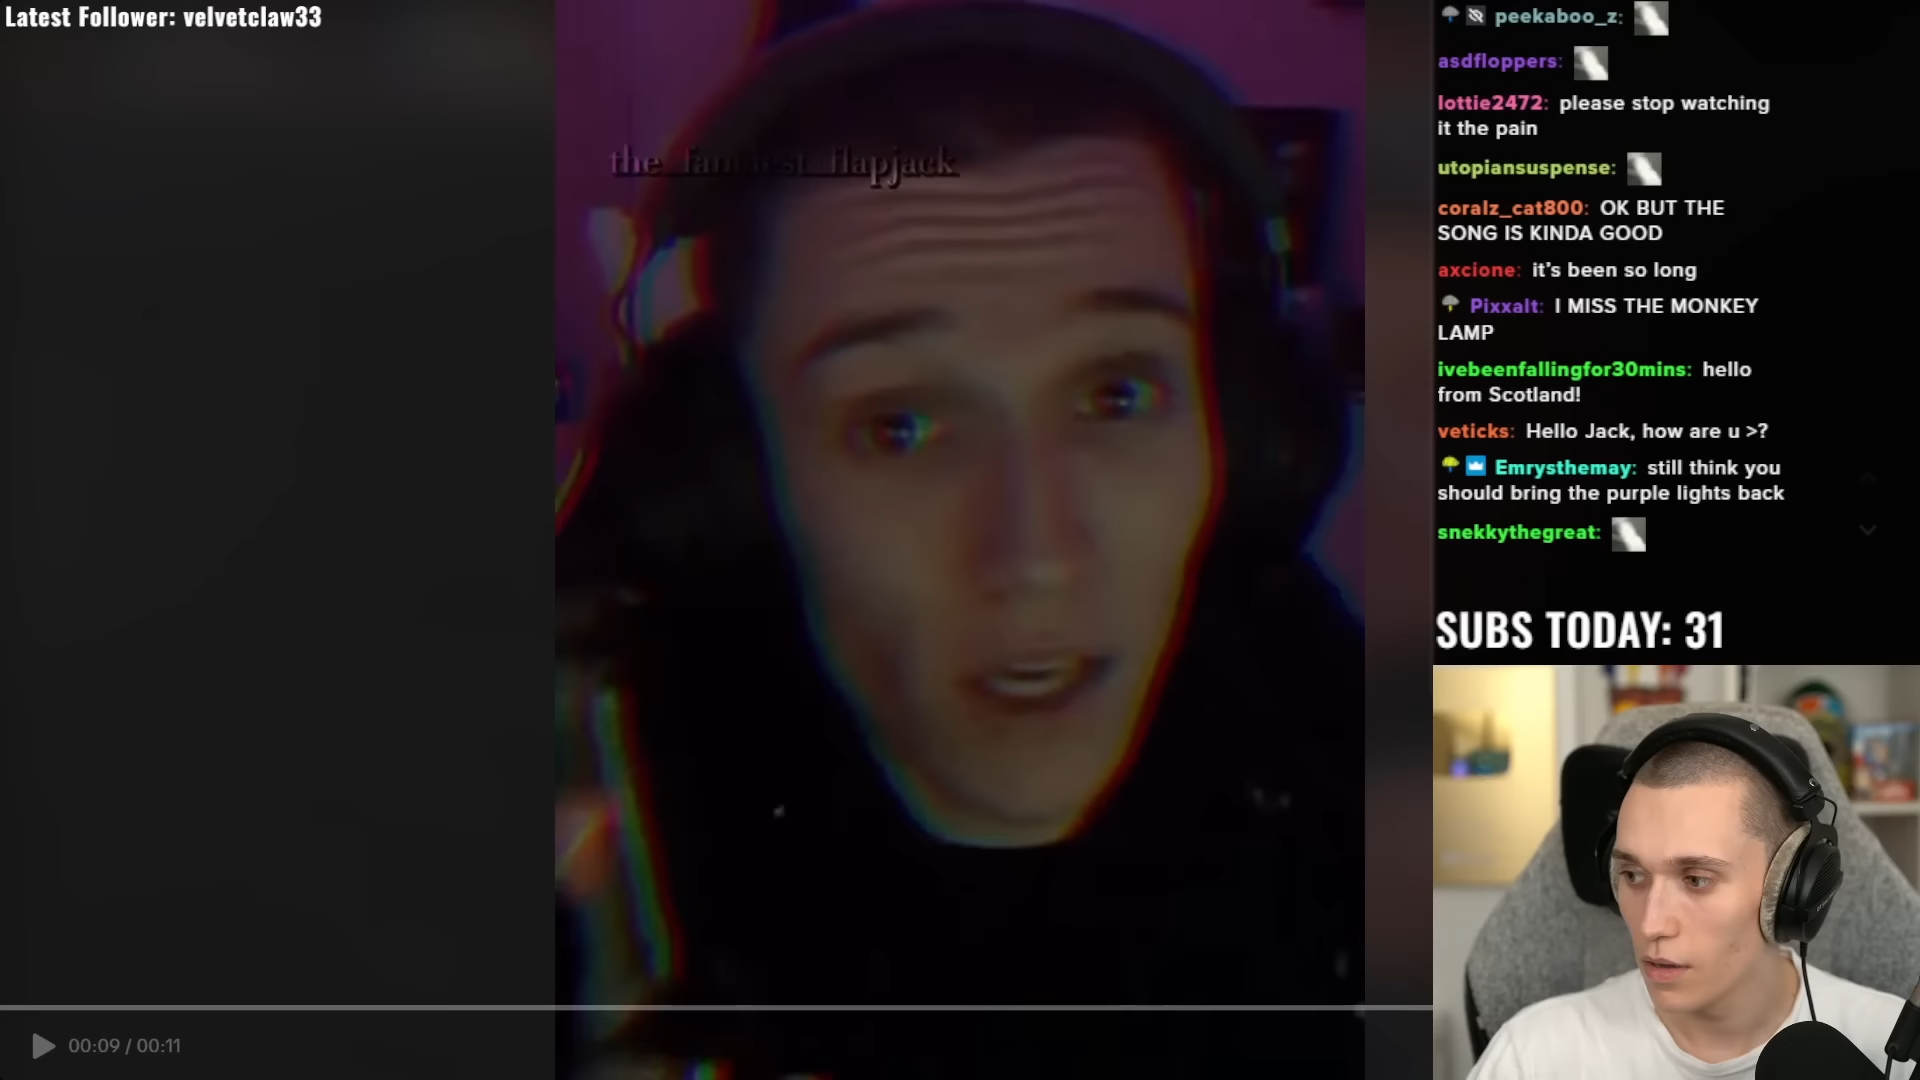 Latest Follower: velvetclaw33
flapjack
00:09 / 00:11
peekaboo_z:
asdfloppers:
lottie2472: please stop watching
it the pain
utopiansuspense:
coralz_cat800: OK BUT THE
SONG IS KINDA GOOD
axcione: it's been so long
Pixxalt: I MISS THE MONKEY
LAMP
ivebeenfallingfor30mins: hello
from Scotland!
veticks: Hello Jack, how are u >?
Emrysthemay: still think you
should bring the purple lights back
snekkythegreat:
SUBS TODAY: 31